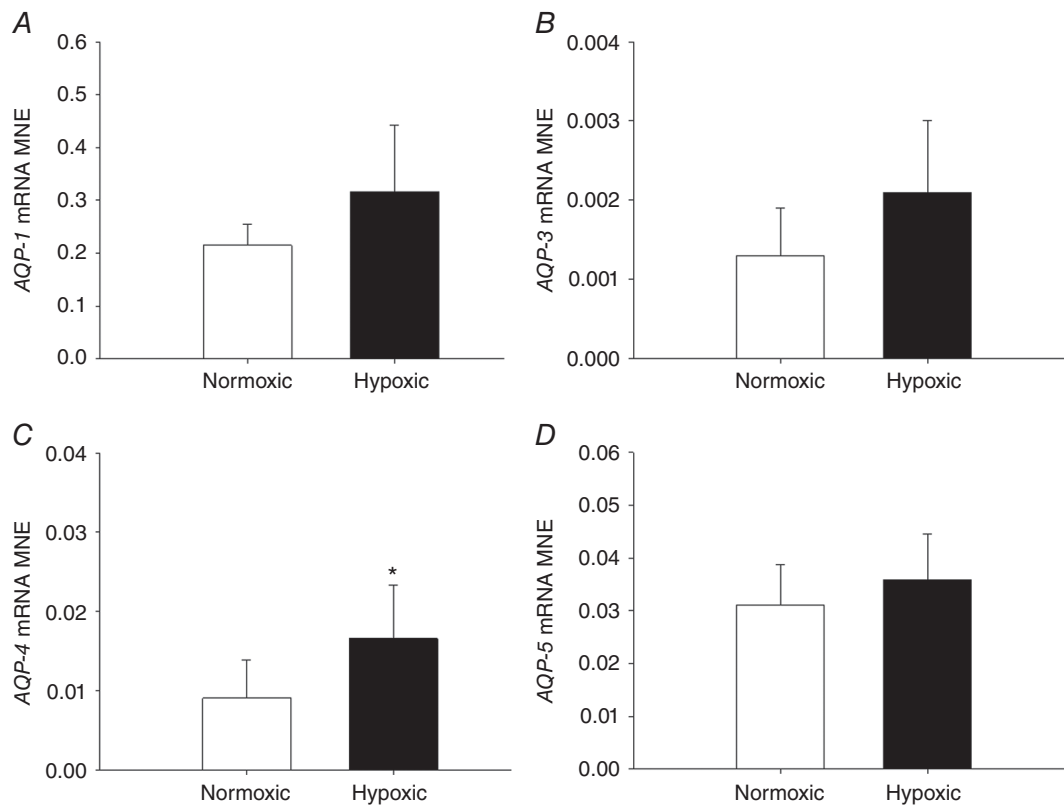 A
AQP-1 mRNA MNE
0.6
0.5
0.4
0.3
0.2
0.1
0.0
Normoxic Hypoxic
B
AQP-3 mRNA MNE
0.004
0.003
0.002
0.001
0.000
Normoxic Hypoxic
C
AQP-4 mRNA MNE
0.04
0.03
0.02
0.01
0.00
*
Normoxic Hypoxic
D
AQP-5 mRNA MNE
0.06
0.05
0.04
0.03
0.02
0.01
0.00
Normoxic Hypoxic